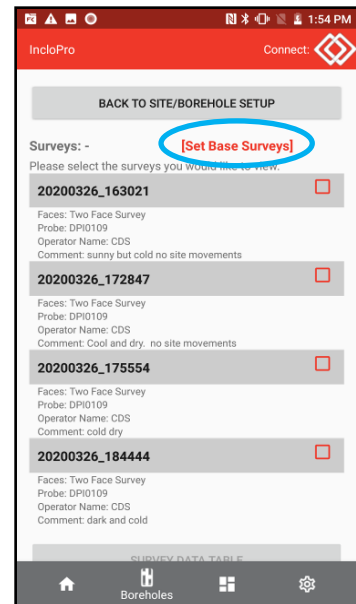 1:54 PM
IncloPro Connect:
BACK TO SITE/BOREHOLE SETUP
Surveys: - [Set Base Surveys]
Please select the surveys you would like to view.
20200326_163021
Faces: Two Face Survey
Probe: DPI0109
Operator Name: CDS
Comment: sunny but cold no site movements
20200326_172847
Faces: Two Face Survey
Probe: DPI0109
Operator Name: CDS
Comment: Cool and dry.  no site movements
20200326_175554
Faces: Two Face Survey
Probe: DPI0109
Operator Name: CDS
Comment: cold dry
20200326_184444
Faces: Two Face Survey
Probe: DPI0109
Operator Name: CDS
Comment: dark and cold
SURVEY DATA TABLE
Boreholes